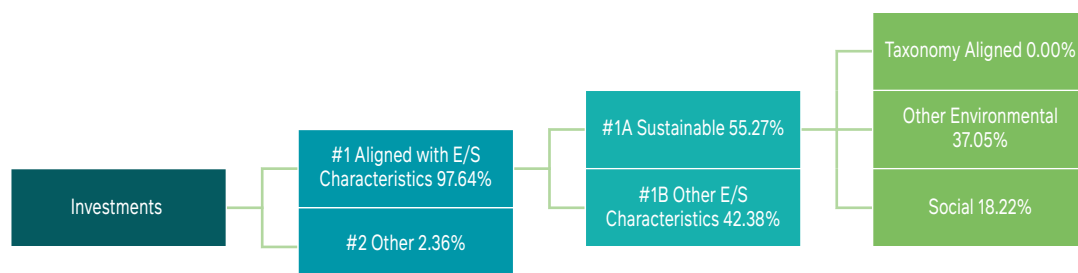 Investments
#1 Aligned with E/S
Characteristics 97.64%
#2 Other 2.36%
#1A Sustainable 55.27%
#1B Other E/S
Characteristics 42.38%
Taxonomy Aligned 0.00%
Other Environmental
37.05%
Social 18.22%